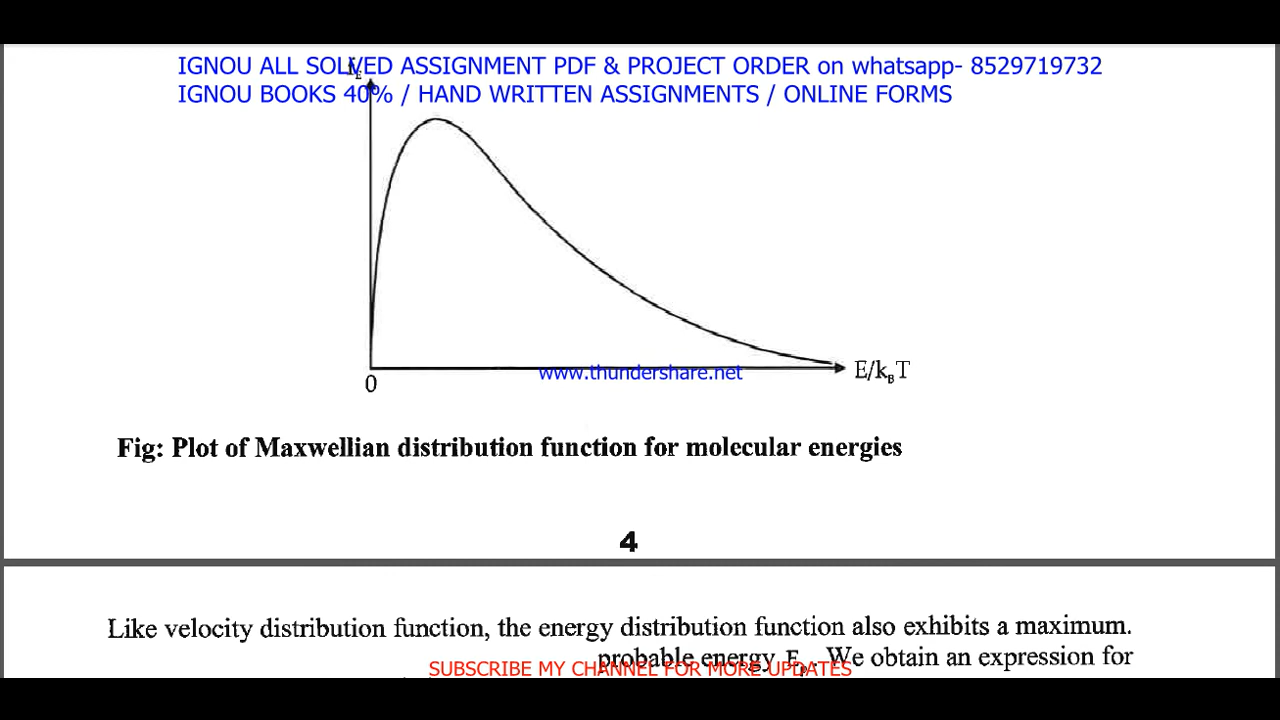 IGNOU ALL SOLVED ASSIGNMENT PDF & PROJECT ORDER on whatsapp- 8529719732
IGNOU BOOKS 40% / HAND WRITTEN ASSIGNMENTS / ONLINE FORMS
0
www.thundershare.net
E/k_BT
Fig: Plot of Maxwellian distribution function for molecular energies
4
Like velocity distribution function, the energy distribution function also exhibits a maximum.
probable energy E_p. We obtain an expression for
SUBSCRIBE MY CHANNEL FOR MORE UPDATES